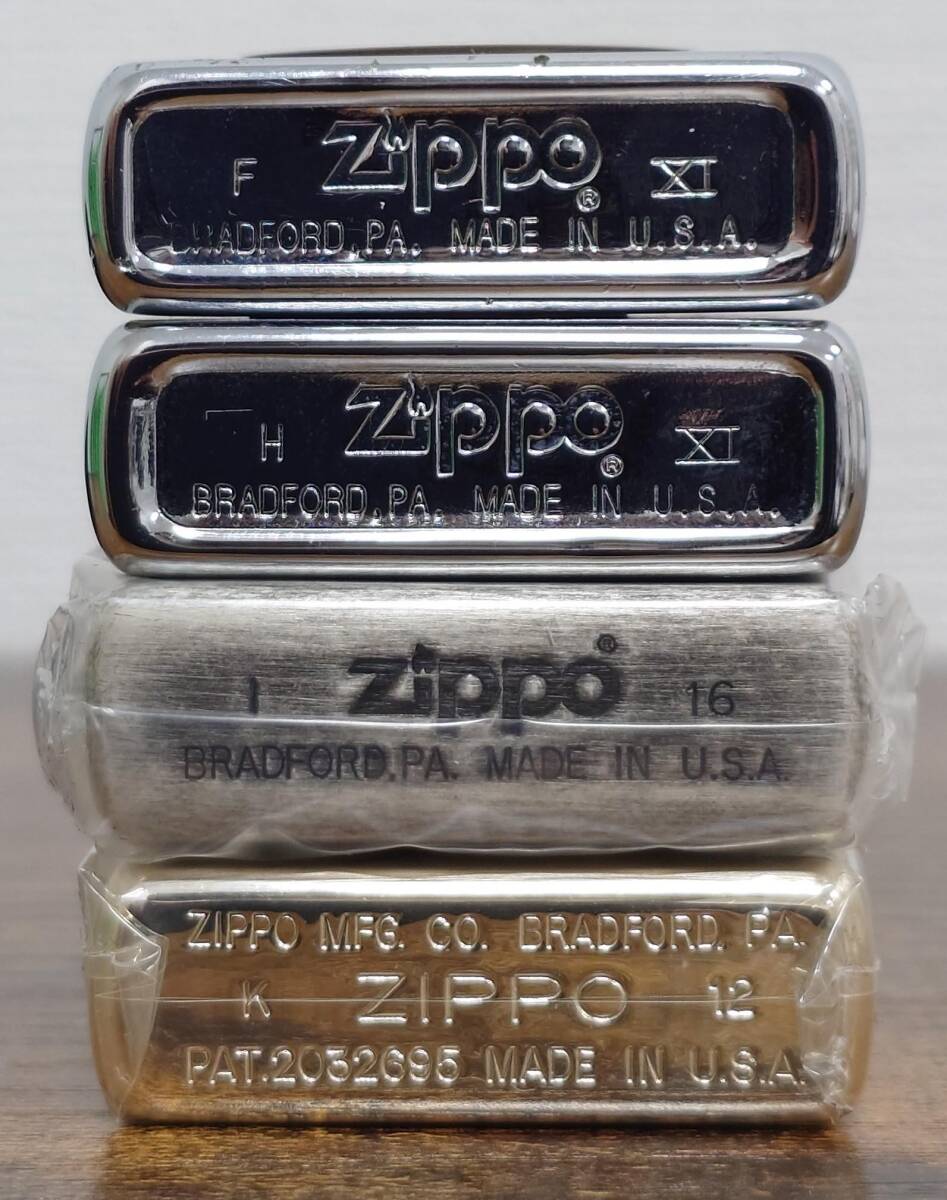 F Zippo® XI
BRADFORD,PA. MADE IN U.S.A.
H Zippo® XI
BRADFORD,PA. MADE IN U.S.A.
I Zippo® 16
BRADFORD,PA. MADE IN U.S.A.
ZIPPO MFG. CO. BRADFORD, PA.
K ZIPPO 12
PAT.2032695 MADE IN U.S.A.